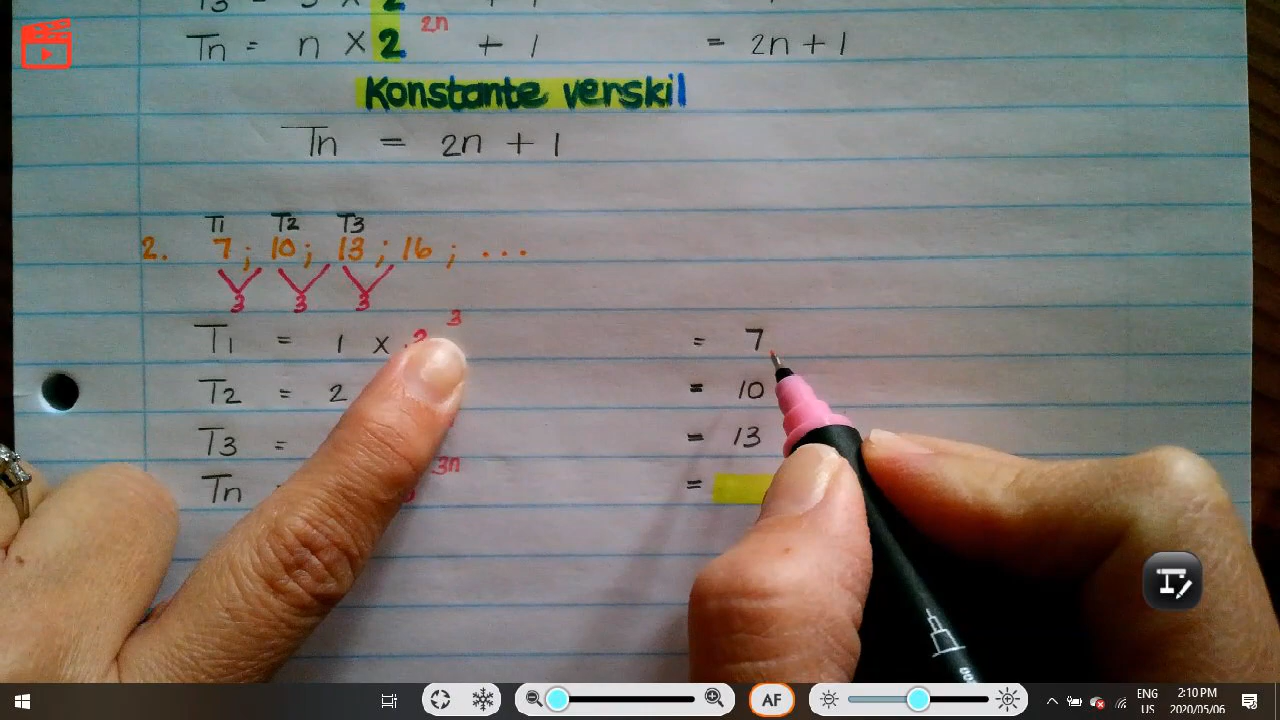 Tn = n X 2 2n + 1 = 2n + 1
Konstante verskil
Tn = 2n + 1
T1 T2 T3
2. 7 ; 10 ; 13 ; 16 ; ...
3 3 3
3
T1 = 1 x = 7
T2 = 2 = 10
T3 = = 13
3n
Tn =
AF
ENG 2:10 PM
US 2020/05/06